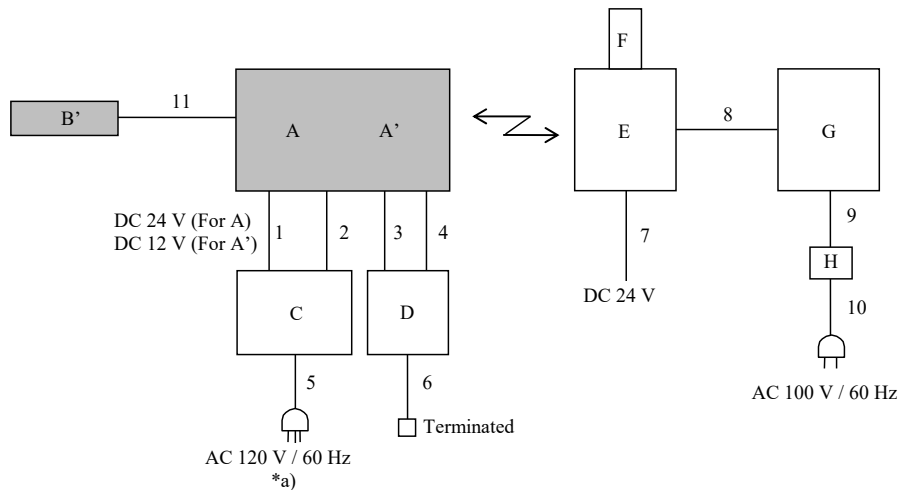 F
11
B’
A
A’
E
8
G
DC 24 V (For A)
DC 12 V (For A’)
1
2
3
4
7
9
H
DC 24 V
C
D
10
5
6
AC 100 V / 60 Hz
Terminated
AC 120 V / 60 Hz
*a)